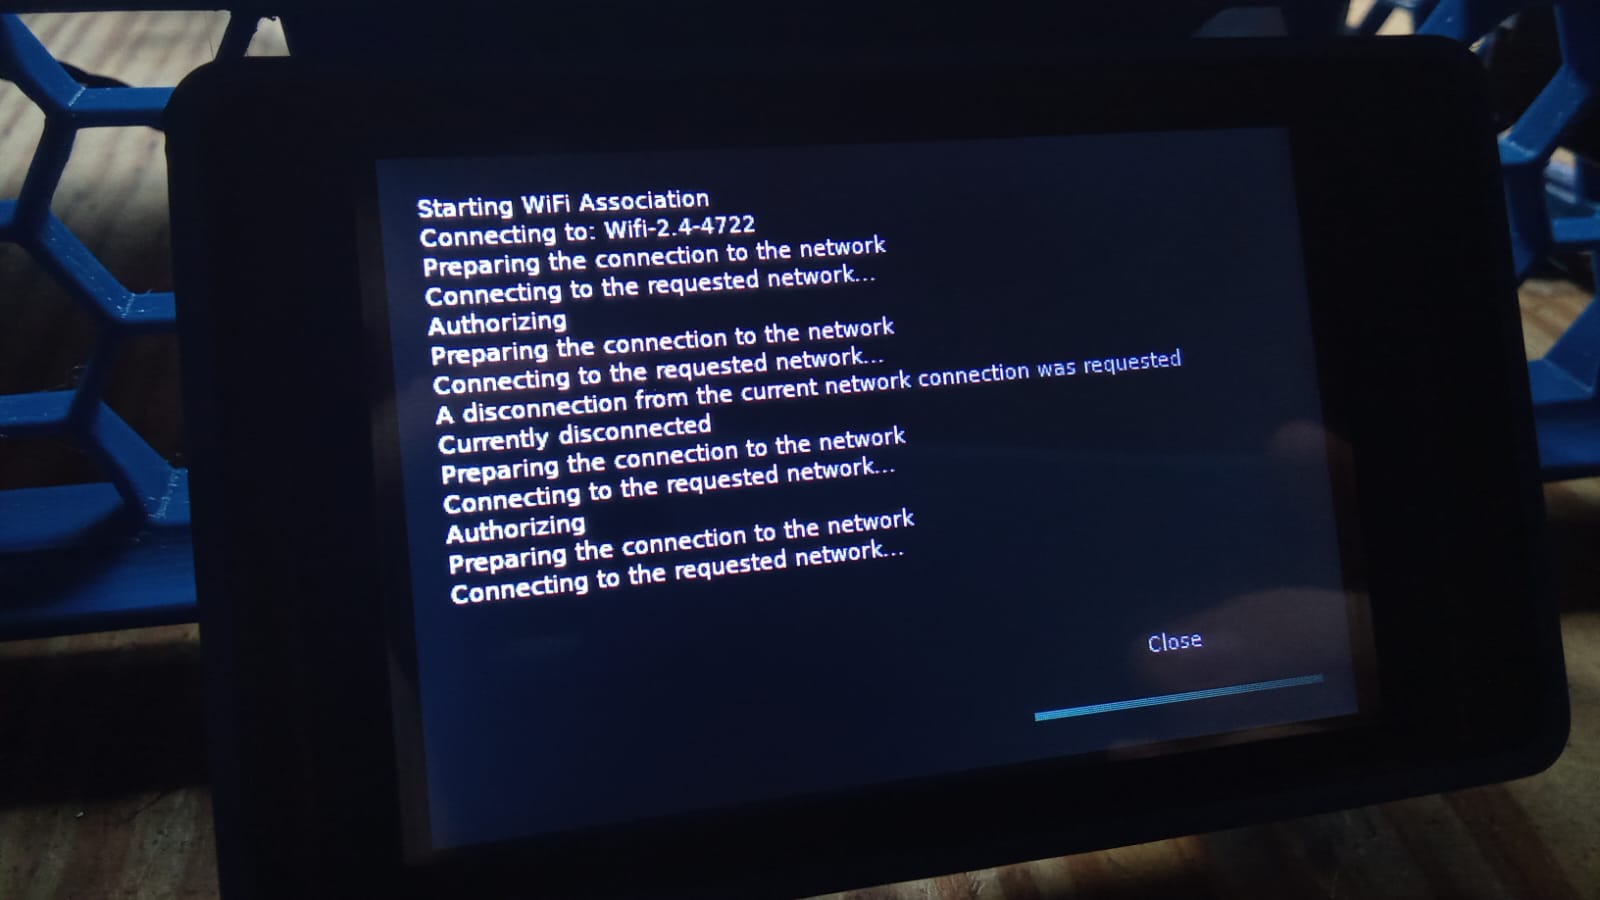 Starting WiFi Association
Connecting to: Wifi-2.4-4722
Preparing the connection to the network
Connecting to the requested network...
Authorizing
Preparing the connection to the network
Connecting to the requested network...
A disconnection from the current network connection was requested
Currently disconnected
Preparing the connection to the network
Connecting to the requested network...
Authorizing
Preparing the connection to the network
Connecting to the requested network...
Close